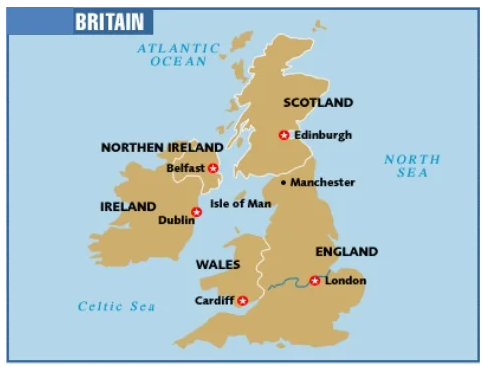 BRITAIN
ATLANTIC
OCEAN
SCOTLAND
Edinburgh
NORTHEN IRELAND
NORTH
SEA
Belfast
Manchester
IRELAND
Isle of Man
Dublin
ENGLAND
WALES
London
Cardiff
Celtic Sea